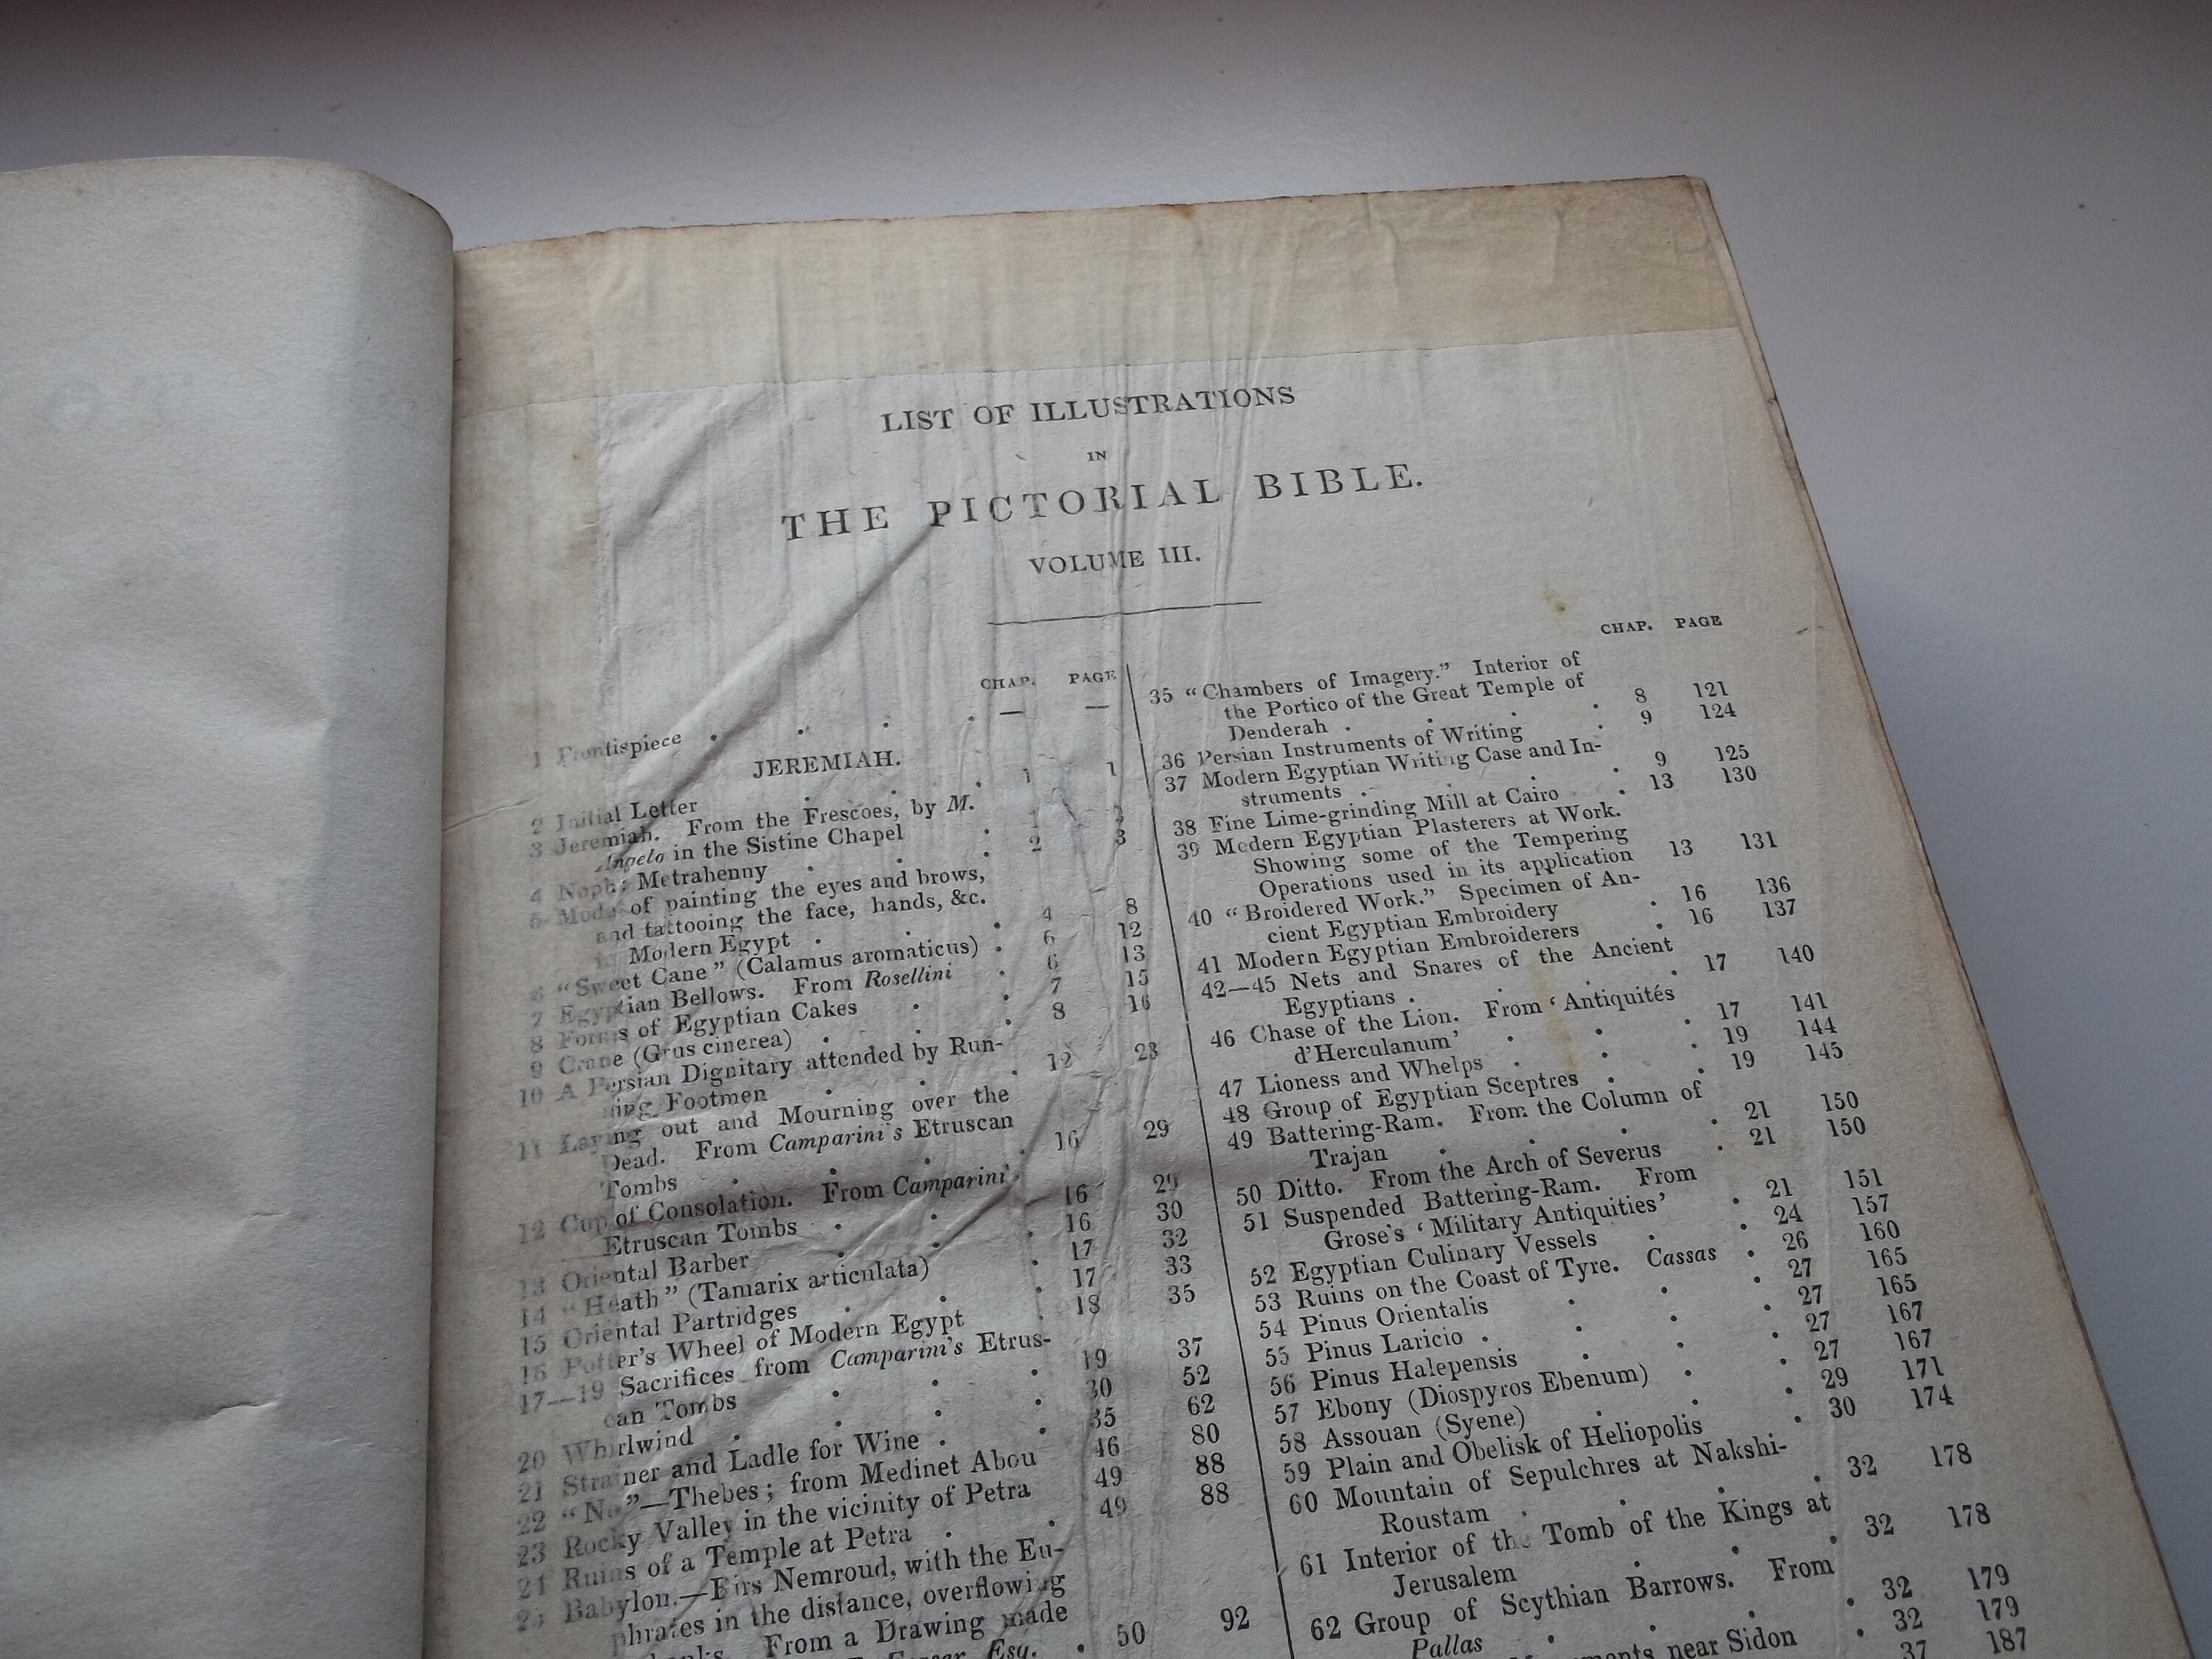 LIST OF ILLUSTRATIONS
IN
THE PICTORIAL BIBLE.
VOLUME III.
CHAP. PAGE
1 Frontispiece . . . . — —
JEREMIAH.
2 Initial Letter . . . 1 1
3 Jeremiah. From the Frescoes, by M.
Angelo in the Sistine Chapel . 1
4 Noph: Metrahenny . . . 2 3
5 Mode of painting the eyes and brows,
and tattooing the face, hands, &c.
in Modern Egypt . . . 4 8
6 "Sweet Cane" (Calamus aromaticus) . 6 12
7 Egyptian Bellows. From Rosellini . 6 13
8 Forms of Egyptian Cakes . . 7 15
9 Crane (Grus cinerea) . . . 8 16
10 A Persian Dignitary attended by Run-
ning Footmen . . . 12 23
11 Laying out and Mourning over the
Dead. From Camparini's Etruscan
Tombs . . . . 16 29
12 Cup of Consolation. From Camparini's
Etruscan Tombs . . . 16 29
13 Oriental Barber . . . 16 30
14 "Heath" (Tamarix articulata) . 17 32
15 Oriental Partridges . . . 17 33
16 Potter's Wheel of Modern Egypt . 18 35
17—19 Sacrifices from Camparini's Etrus-
can Tombs . . . 19 37
20 Whirlwind . . . . 30 52
21 Strainer and Ladle for Wine . . 35 62
22 "No"—Thebes; from Medinet Abou 46 80
23 Rocky Valley in the vicinity of Petra 49 88
24 Ruins of a Temple at Petra . . 49 88
25 Babylon.—Birs Nemroud, with the Eu-
phrates in the distance, overflowing
From a Drawing made
Esq. . 50 92
CHAP. PAGE
35 "Chambers of Imagery." Interior of
the Portico of the Great Temple of
Denderah . . . . 8 121
36 Persian Instruments of Writing . 9 124
37 Modern Egyptian Writing Case and In-
struments . . . . 9 125
38 Fine Lime-grinding Mill at Cairo . 13 130
39 Modern Egyptian Plasterers at Work.
Showing some of the Tempering
Operations used in its application 13 131
40 "Broidered Work." Specimen of An-
cient Egyptian Embroidery . 16 136
41 Modern Egyptian Embroiderers . 16 137
42—45 Nets and Snares of the Ancient
Egyptians . . . . 17 140
46 Chase of the Lion. From 'Antiquités
d'Herculanum' . . . 17 141
47 Lioness and Whelps . . . 19 144
48 Group of Egyptian Sceptres . . 19 145
49 Battering-Ram. From the Column of
Trajan . . . . 21 150
50 Ditto. From the Arch of Severus . 21 150
51 Suspended Battering-Ram. From
Grose's 'Military Antiquities' . 21 151
52 Egyptian Culinary Vessels . . 24 157
53 Ruins on the Coast of Tyre. Cassas . 26 160
54 Pinus Orientalis . . . 27 165
55 Pinus Laricio . . . . 27 165
56 Pinus Halepensis . . . 27 167
57 Ebony (Diospyros Ebenum) . . 27 167
58 Assouan (Syene) . . . 29 171
59 Plain and Obelisk of Heliopolis . 30 174
60 Mountain of Sepulchres at Nakshi-
Roustam . . . . 32 178
61 Interior of the Tomb of the Kings at
Jerusalem . . . . 32 178
62 Group of Scythian Barrows. From
Pallas . . . . 32 179
near Sidon . 32 179
37 187